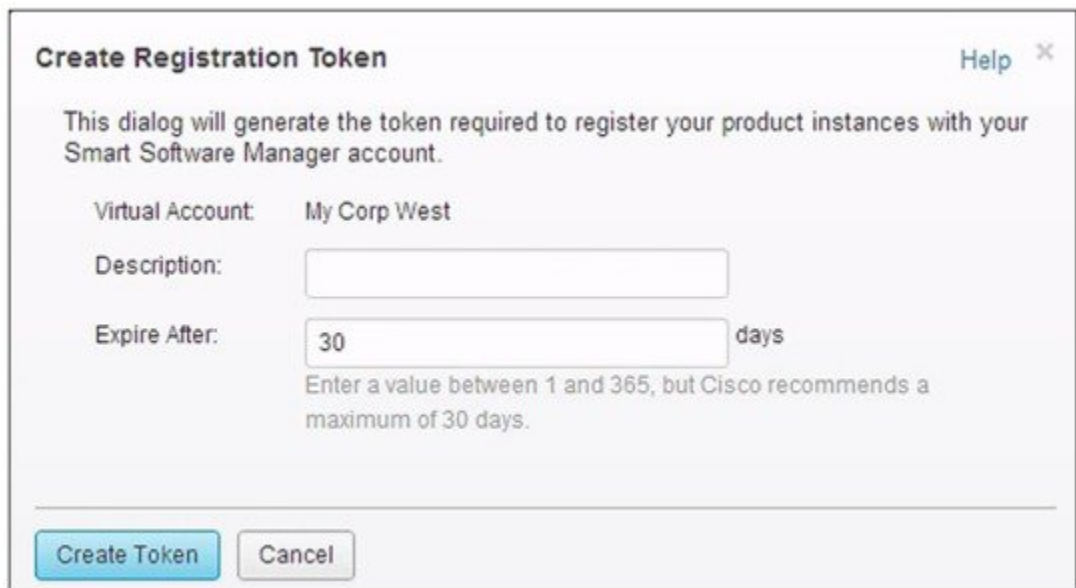 Create Registration Token
Help ×
This dialog will generate the token required to register your product instances with your
Smart Software Manager account.
Virtual Account: My Corp West
Description:
Expire After: 30 days
Enter a value between 1 and 365, but Cisco recommends a
maximum of 30 days.
Create Token Cancel